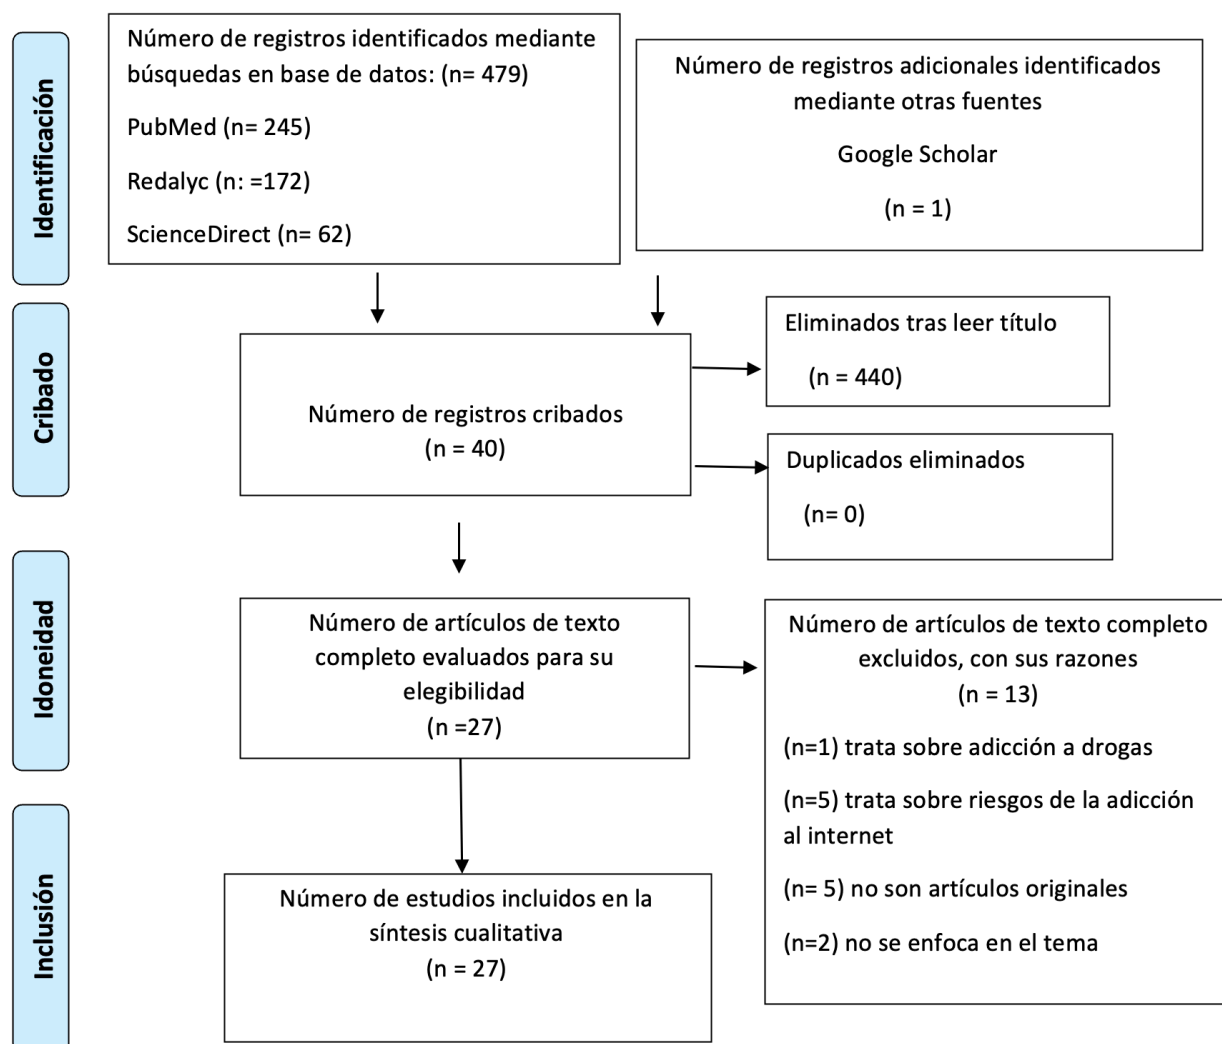 Identificación
Número de registros identificados mediante
búsquedas en base de datos: (n= 479)
PubMed (n= 245)
Redalyc (n: =172)
ScienceDirect (n= 62)
Número de registros adicionales identificados
mediante otras fuentes
Google Scholar
(n = 1)
Cribado
Número de registros cribados
(n = 40)
Eliminados tras leer título
(n = 440)
Duplicados eliminados
(n= 0)
Idoneidad
Número de artículos de texto
completo evaluados para su
elegibilidad
(n =27)
Número de artículos de texto completo
excluidos, con sus razones
(n = 13)
(n=1) trata sobre adicción a drogas
(n=5) trata sobre riesgos de la adicción
al internet
(n= 5) no son artículos originales
(n=2) no se enfoca en el tema
Inclusión
Número de estudios incluidos en la
síntesis cualitativa
(n = 27)